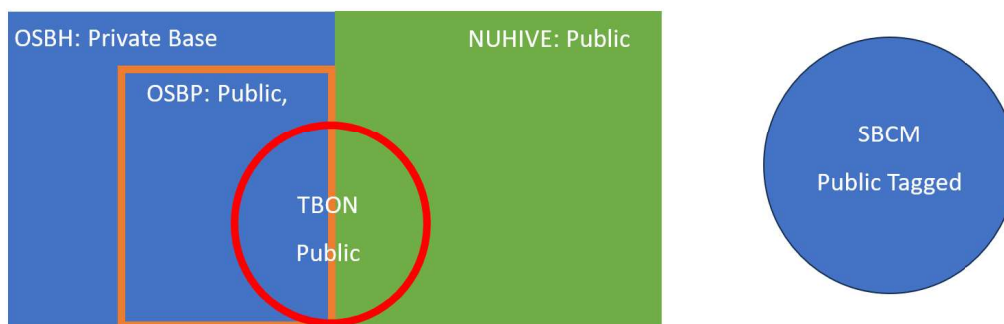 OSBH: Private Base
NUHIVE: Public
OSBP: Public,
TBON
Public
SBCM
Public Tagged